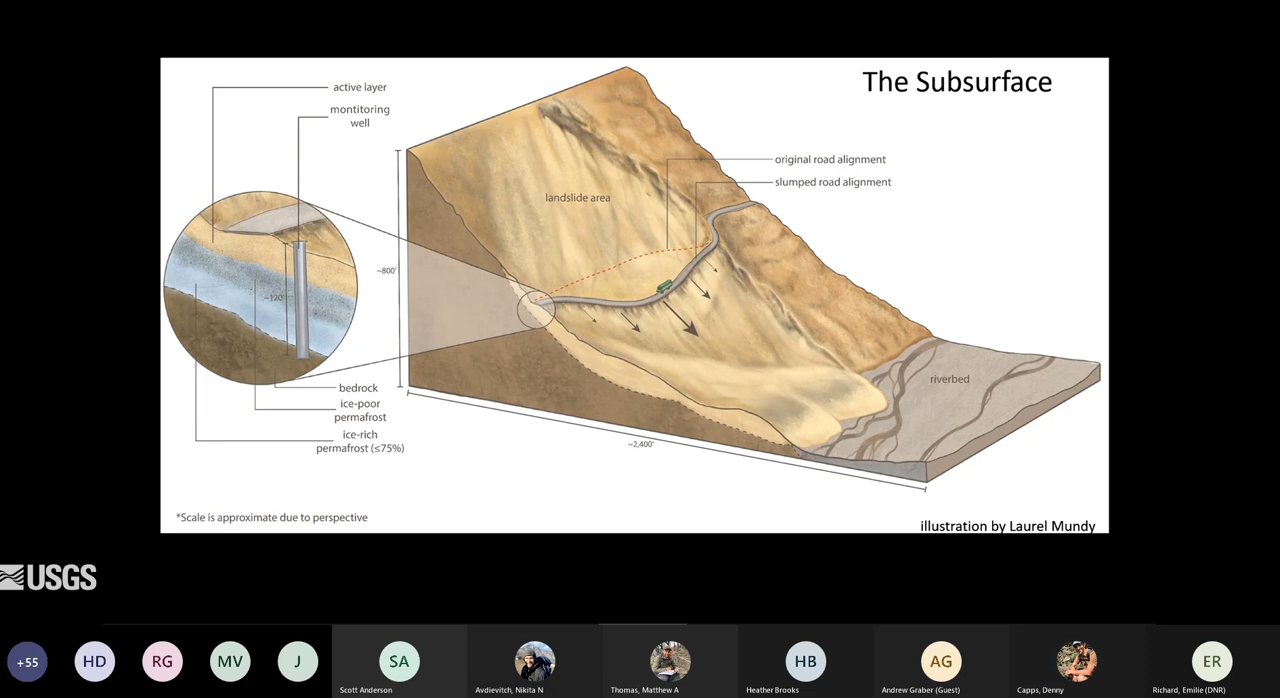 The Subsurface
active layer
montitoring
well
original road alignment
slumped road alignment
landslide area
~800'
~120'
riverbed
bedrock
ice-poor
permafrost
ice-rich
permafrost (≤75%)
~2,400'
*Scale is approximate due to perspective
illustration by Laurel Mundy
USGS
+55
HD
RG
MV
J
SA
HB
AG
ER
Scott Anderson
Avdievitch, Nikita N
Thomas, Matthew A
Heather Brooks
Andrew Graber (Guest)
Capps, Denny
Richard, Emilie (DNR)